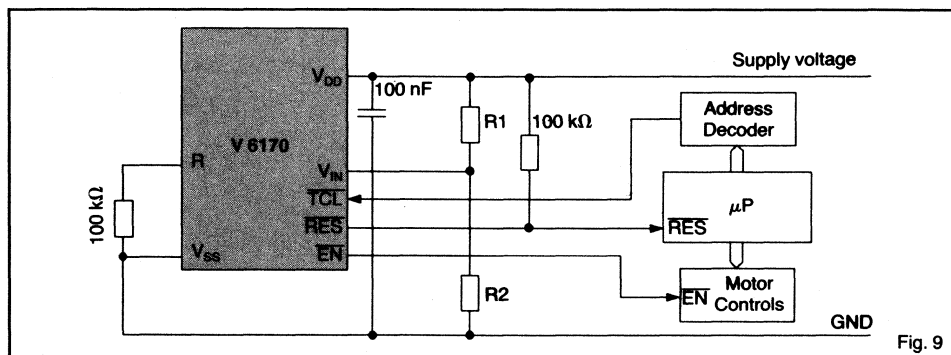 Supply voltage
V_DD
100 nF
R1
100 kΩ
Address
Decoder
V 6170
R
V_IN
TCL
μP
100 kΩ
RES
RES
V_SS
EN
R2
EN
Motor
Controls
GND
Fig. 9